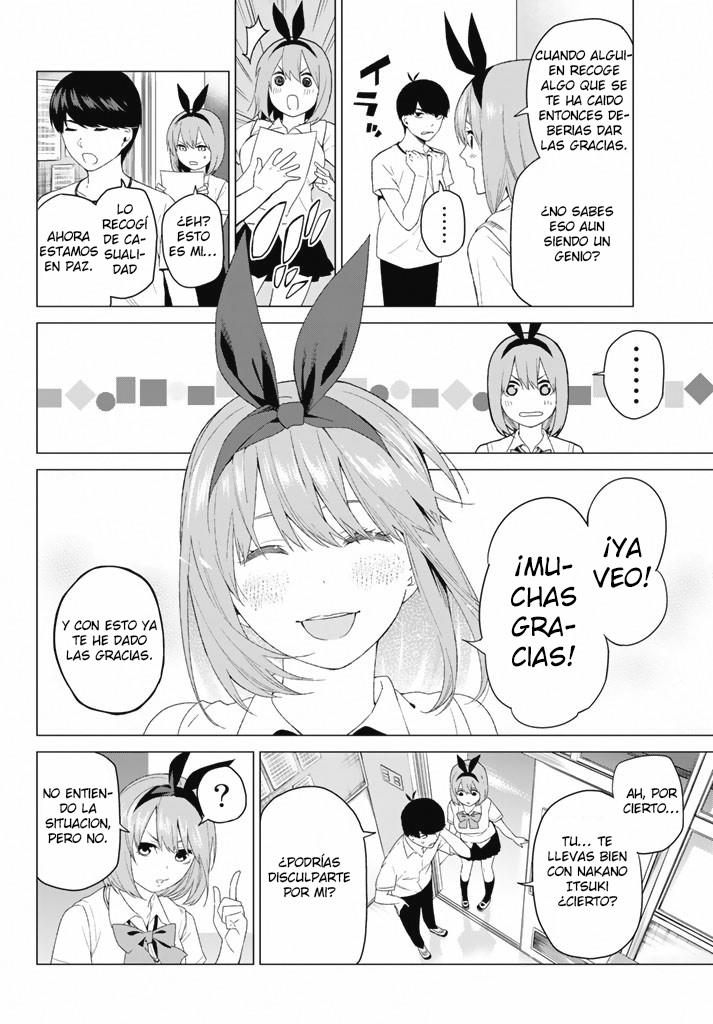 CUANDO ALGUI-
EN RECOGE
ALGO QUE SE
TE HA CAIDO
ENTONCES DE-
BERIAS DAR
LAS GRACIAS.
¿NO SABES
ESO AUN
SIENDO UN
GENIO?
......
イラッ
¿EH?
ESTO
ES MI...
LO
RECOGÍ
DE CA-
SUALI-
DAD
AHORA
ESTAMOS
EN PAZ.
......
¡YA
VEO!
¡MU-
CHAS
GRA-
CIAS!
Y CON ESTO YA
TE HE DADO
LAS GRACIAS.
AH, POR
CIERTO...
TU... TE
LLEVAS BIEN
CON NAKANO
ITSUKI
¿CIERTO?
¿PODRÍAS
DISCULPARTE
POR MI?
?
NO ENTIEN-
DO LA
SITUACION,
PERO NO.